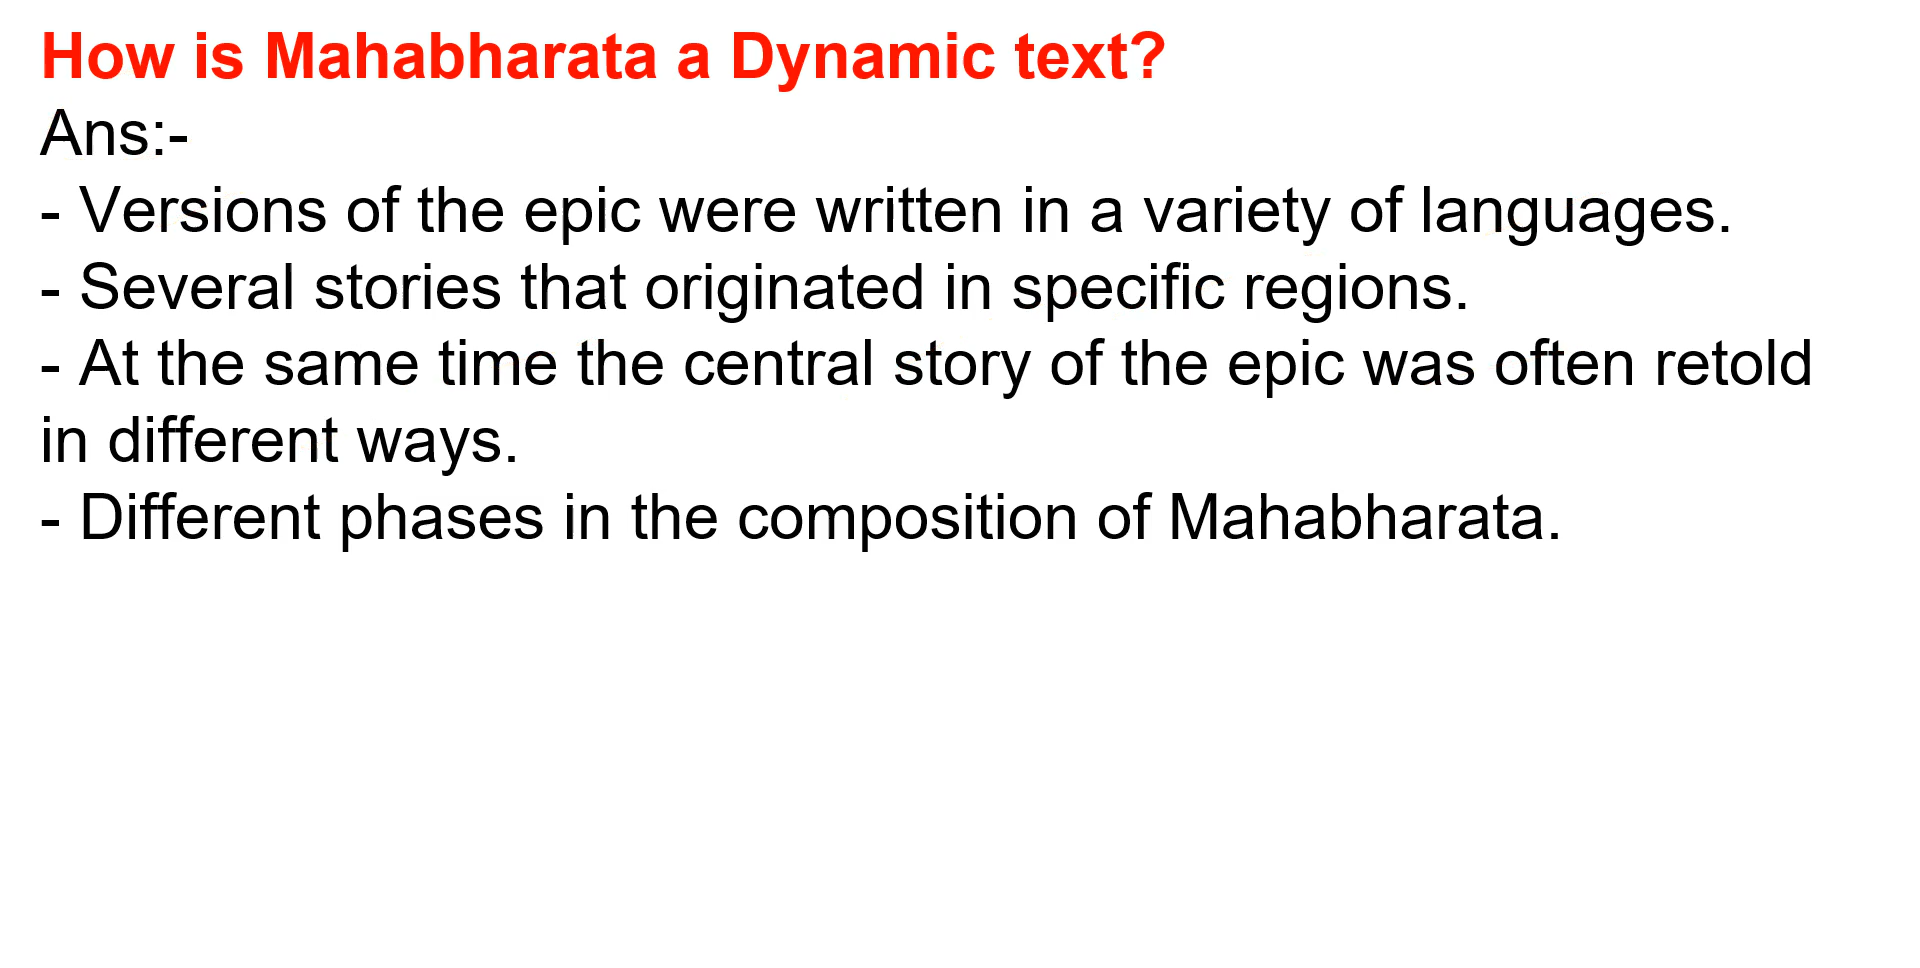 How is Mahabharata a Dynamic text?
Ans:-
- Versions of the epic were written in a variety of languages.
- Several stories that originated in specific regions.
- At the same time the central story of the epic was often retold
in different ways.
- Different phases in the composition of Mahabharata.